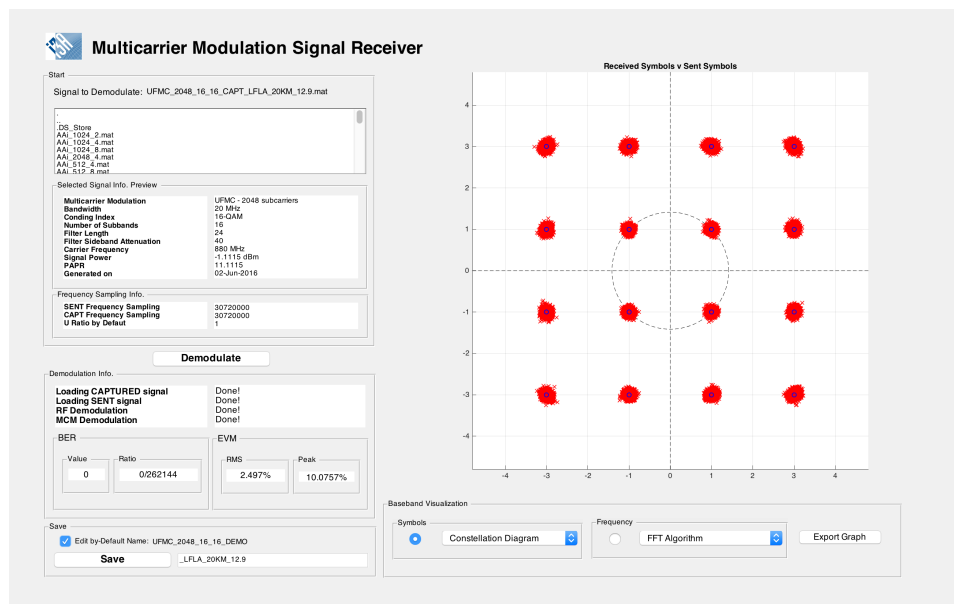 Multicarrier Modulation Signal Receiver
Start
Signal to Demodulate: UFMC_2048_16_16_CAPT_LFLA_20KM_12.9.mat
.
..
.DS_Store
AAi_1024_2.mat
AAi_1024_4.mat
AAi_1024_8.mat
AAi_2048_4.mat
AAi_512_4.mat
AAi_512_8.mat
Selected Signal Info. Preview
Multicarrier Modulation UFMC - 2048 subcarriers
Bandwidth 20 MHz
Conding Index 16-QAM
Number of Subbands 16
Filter Length 24
Filter Sideband Attenuation 40
Carrier Frequency 880 MHz
Signal Power -1.1115 dBm
PAPR 11.1115
Generated on 02-Jun-2016
Frequency Sampling Info.
SENT Frequency Sampling 30720000
CAPT Frequency Sampling 30720000
U Ratio by Defaut 1
Demodulate
Demodulation Info.
Loading CAPTURED signal Done!
Loading SENT signal Done!
RF Demodulation Done!
MCM Demodulation Done!
BER
Value
0
Ratio
0/262144
EVM
RMS
2.497%
Peak
10.0757%
Save
Edit by-Default Name: UFMC_2048_16_16_DEMO
Save _LFLA_20KM_12.9
Received Symbols v Sent Symbols
4
3
2
1
0
-1
-2
-3
-4
-4 -3 -2 -1 0 1 2 3 4
Baseband Visualization
Symbols
Constellation Diagram
Frequency
FFT Algorithm
Export Graph